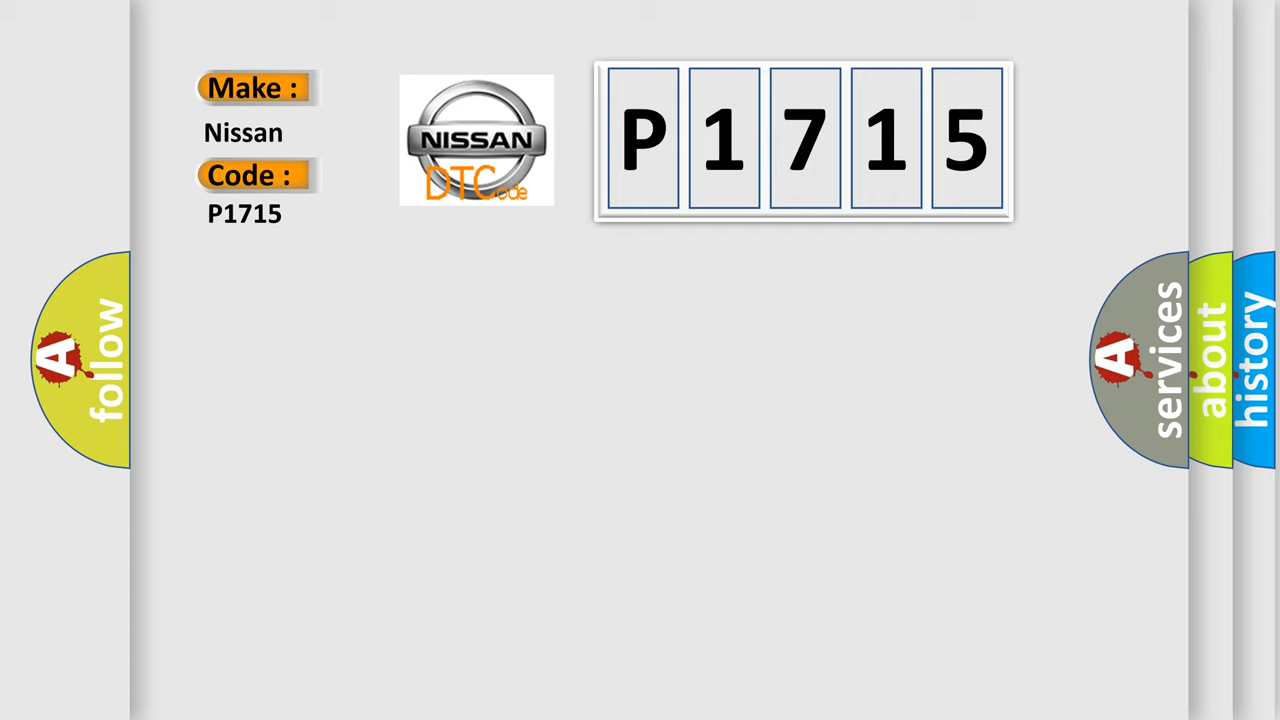 Make :
Nissan
Code :
P1715
NISSAN
DTCode
P 1 7 1 5
A follow
A services
about
history